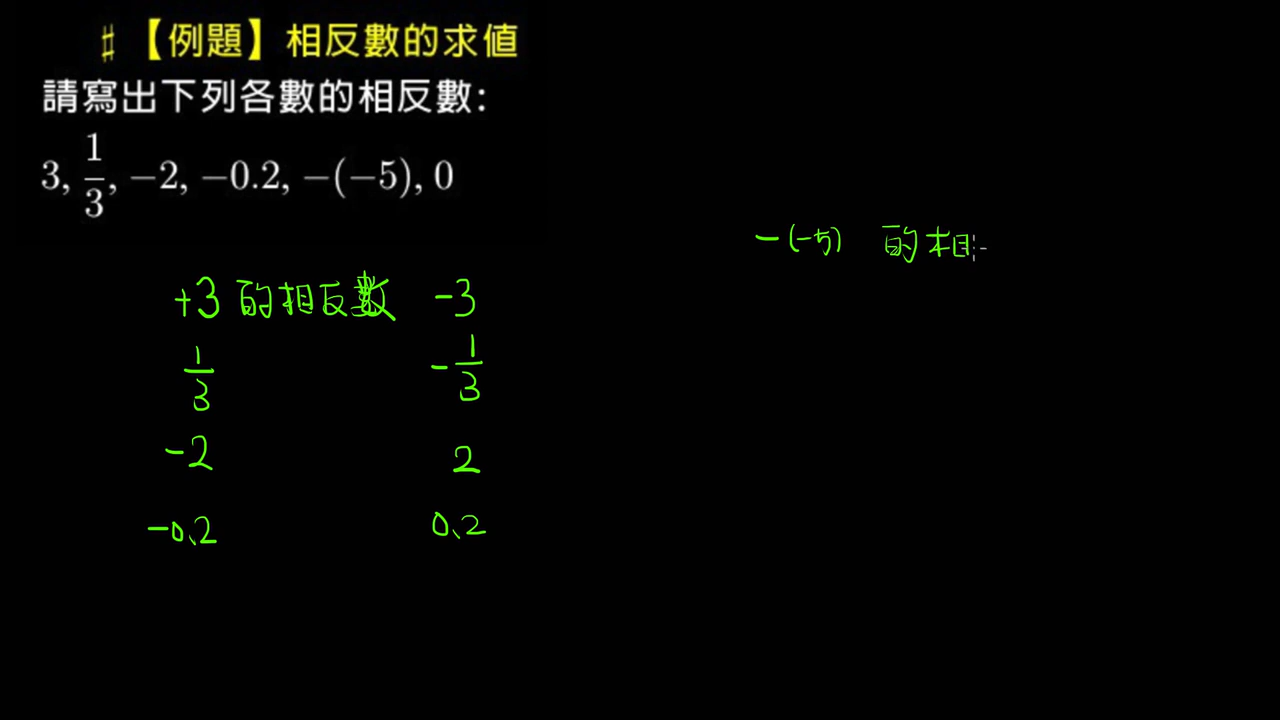 ♯【例題】相反數的求值
請寫出下列各數的相反數:
3, 1/3, −2, −0.2, −(−5), 0
+3 的相反數 -3
1/3 -1/3
-2 2
-0.2 0.2
-(-5) 的相